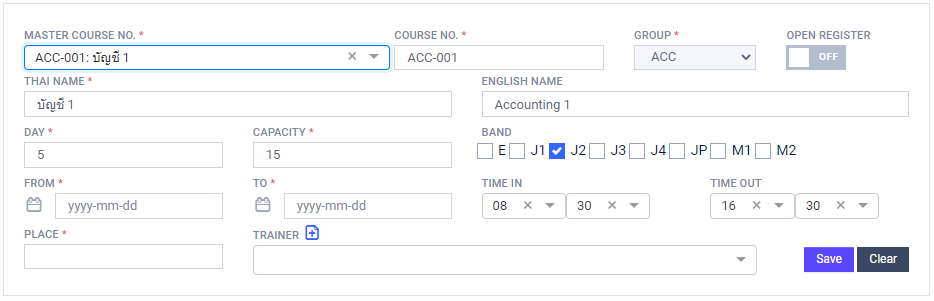 MASTER COURSE NO. * COURSE NO. * GROUP * OPEN REGISTER
ACC-001: บัญชี 1 ACC-001 ACC OFF
THAI NAME * ENGLISH NAME
บัญชี 1 Accounting 1
DAY * CAPACITY * BAND
5 15 E J1 J2 J3 J4 JP M1 M2
FROM * TO * TIME IN TIME OUT
yyyy-mm-dd yyyy-mm-dd 08 30 16 30
PLACE * TRAINER
Save Clear